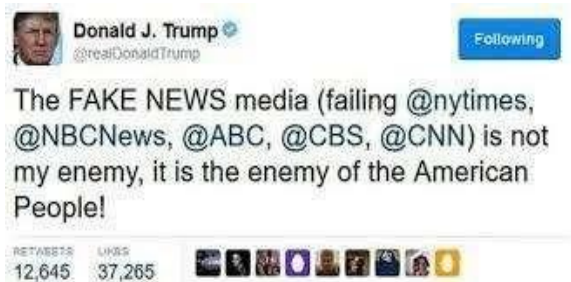 Donald J. Trump
@realDonaldTrump
Following
The FAKE NEWS media (failing @nytimes,
@NBCNews, @ABC, @CBS, @CNN) is not
my enemy, it is the enemy of the American
People!
RETWEETS LIKES
12,645 37,265